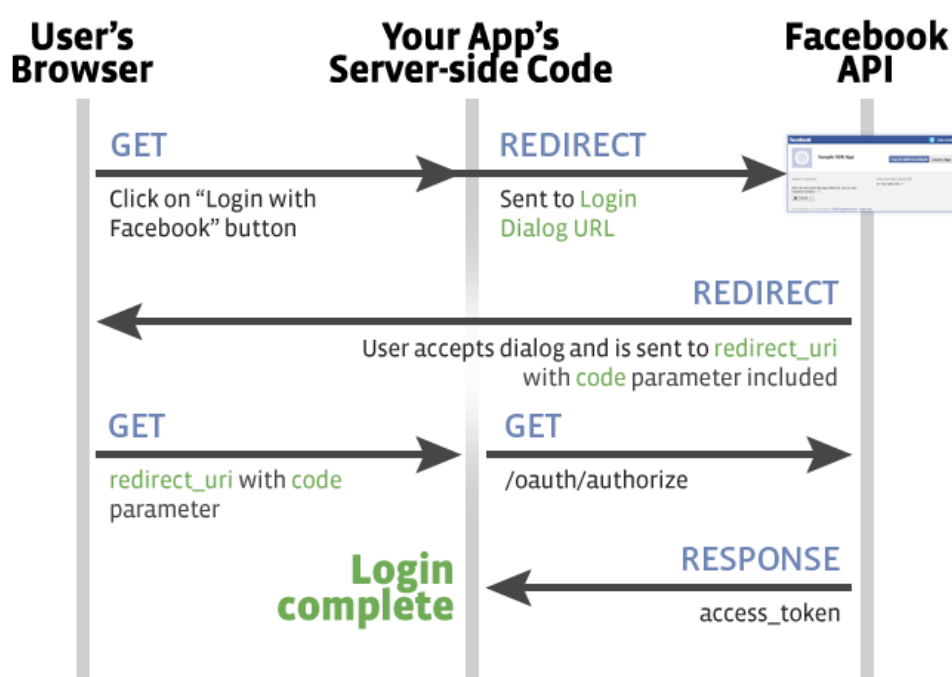 User's
Browser
Your App's
Server-side Code
Facebook
API
GET
Click on “Login with
Facebook” button
REDIRECT
Sent to Login
Dialog URL
REDIRECT
User accepts dialog and is sent to redirect_uri
with code parameter included
GET
redirect_uri with code
parameter
GET
/oauth/authorize
RESPONSE
access_token
Login
complete